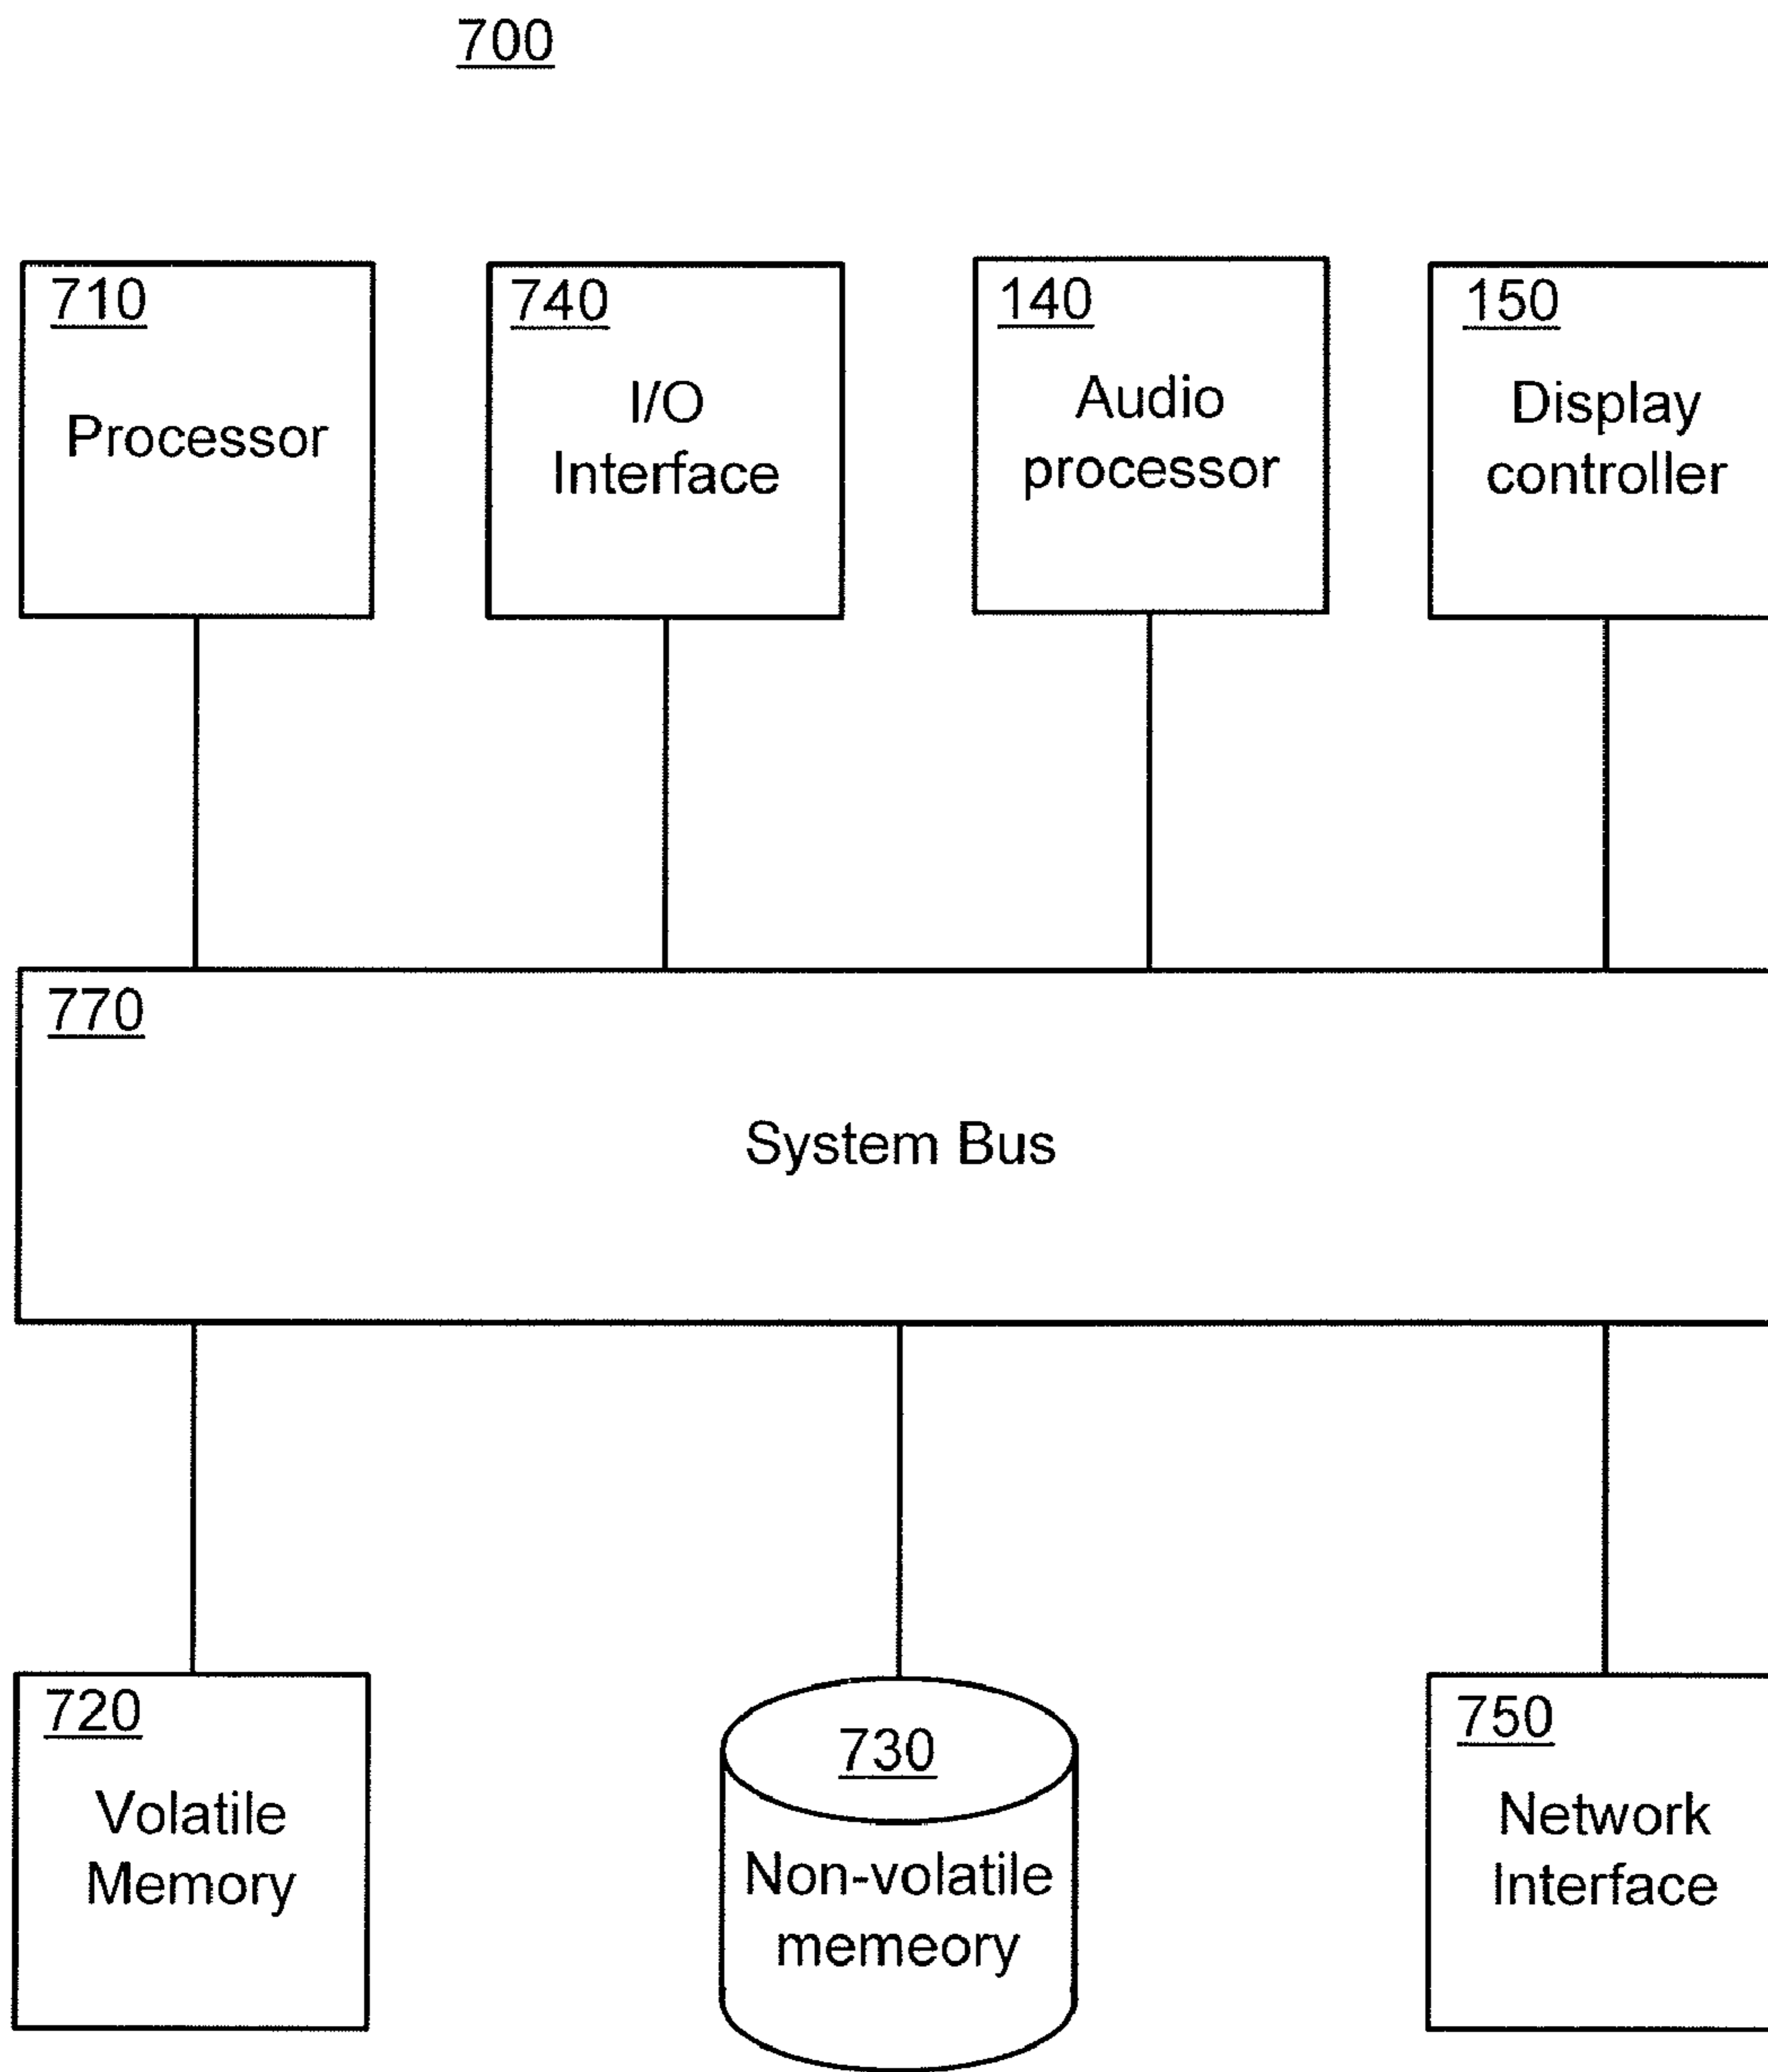 700
710
Processor
740
I/O
Interface
140
Audio
processor
150
Display
controller
770
System Bus
720
Volatile
Memory
730
Non-volatile
memeory
750
Network
Interface